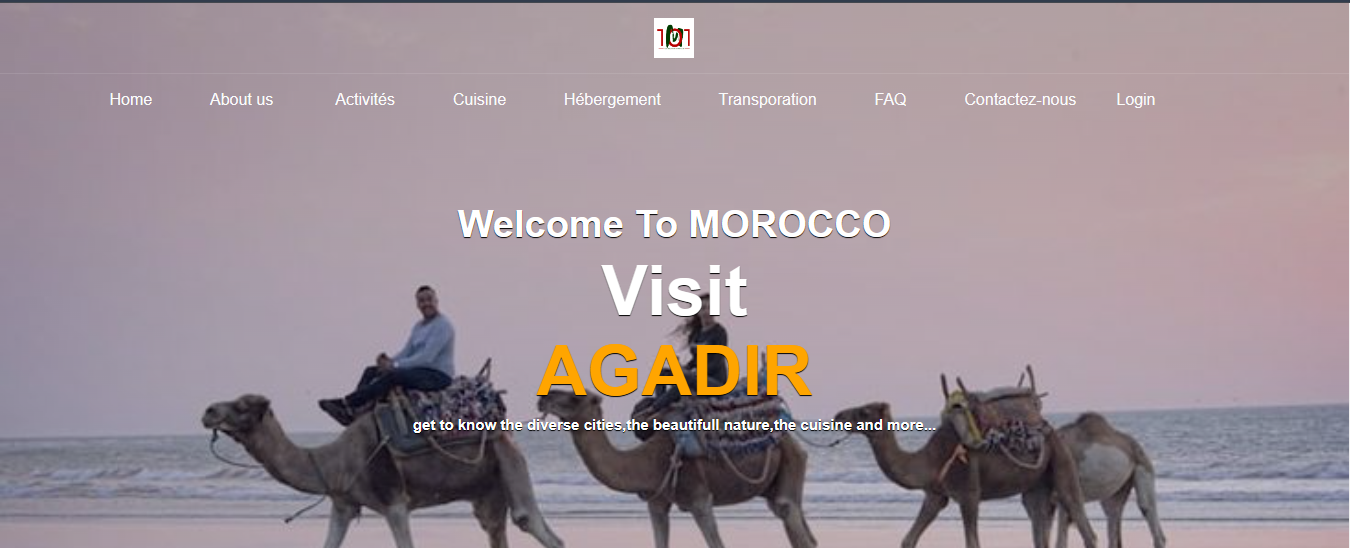 Home About us Activités Cuisine Hébergement Transporation FAQ Contactez-nous Login
Welcome To MOROCCO
Visit
AGADIR
get to know the diverse cities,the beautifull nature,the cuisine and more...